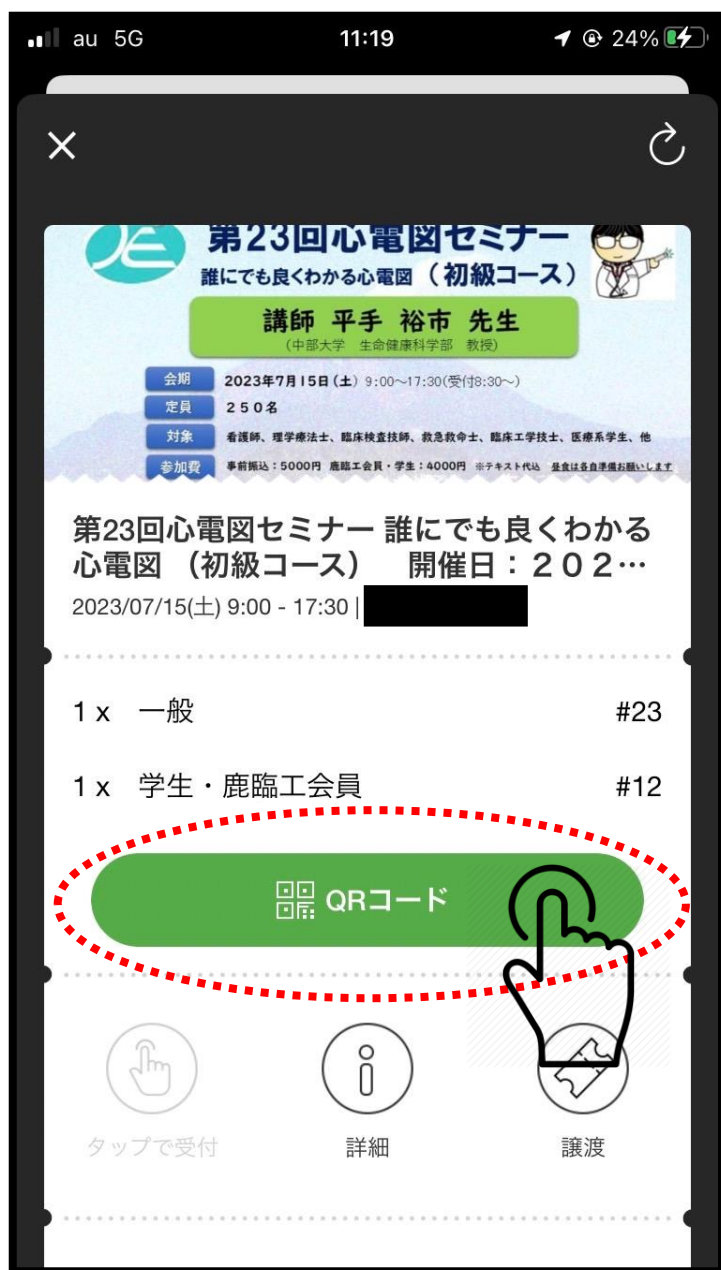 au 5G 11:19 24%
第23回心電図セミナー
誰にでも良くわかる心電図 (初級コース)
講師 平手 裕市 先生
(中部大学 生命健康科学部 教授)
会期 2023年7月15日(土) 9:00～17:30(受付8:30～)
定員 250名
対象 看護師、理学療法士、臨床検査技師、救急救命士、臨床工学技士、医療系学生、他
参加費 事前振込:5000円 鹿臨工会員・学生:4000円 ※テキスト代込 昼食は各自準備お願いします
第23回心電図セミナー 誰にでも良くわかる
心電図 (初級コース) 開催日:202…
2023/07/15(土) 9:00 - 17:30 |
1 x 一般 #23
1 x 学生・鹿臨工会員 #12
QRコード
タップで受付 詳細 譲渡